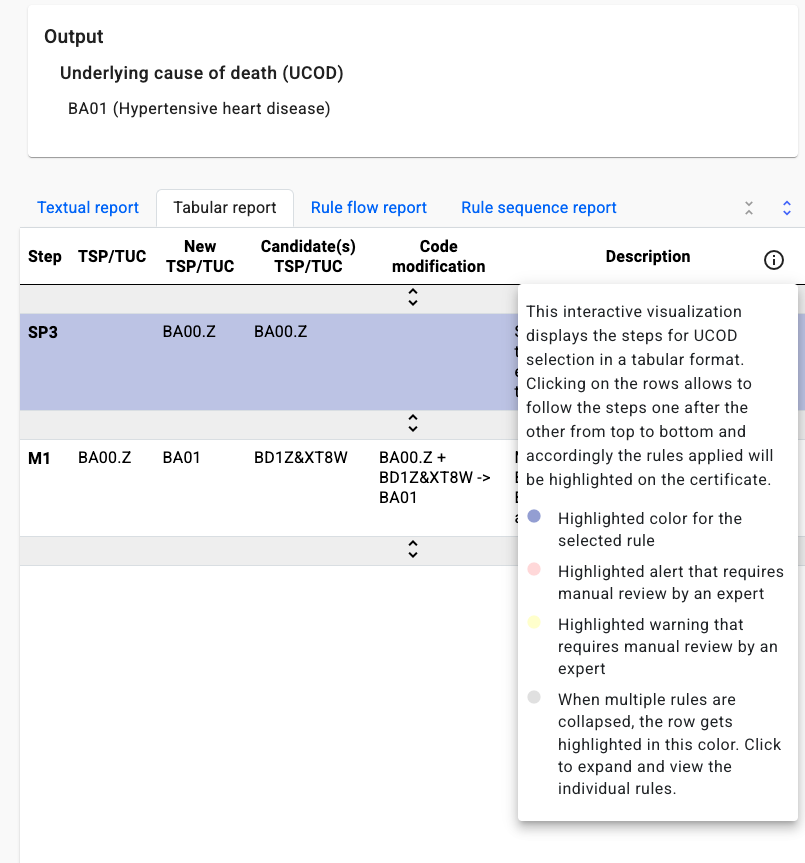 Output
Underlying cause of death (UCOD)
BA01 (Hypertensive heart disease)
Textual report
Tabular report
Rule flow report
Rule sequence report
Step
TSP/TUC
New
TSP/TUC
Candidate(s)
TSP/TUC
Code
modification
Description
SP3
BA00.Z
BA00.Z
M1
BA00.Z
BA01
BD1Z&XT8W
BA00.Z +
BD1Z&XT8W ->
BA01
This interactive visualization
displays the steps for UCOD
selection in a tabular format.
Clicking on the rows allows to
follow the steps one after the
other from top to bottom and
accordingly the rules applied will
be highlighted on the certificate.
Highlighted color for the
selected rule
Highlighted alert that requires
manual review by an expert
Highlighted warning that
requires manual review by an
expert
When multiple rules are
collapsed, the row gets
highlighted in this color. Click
to expand and view the
individual rules.